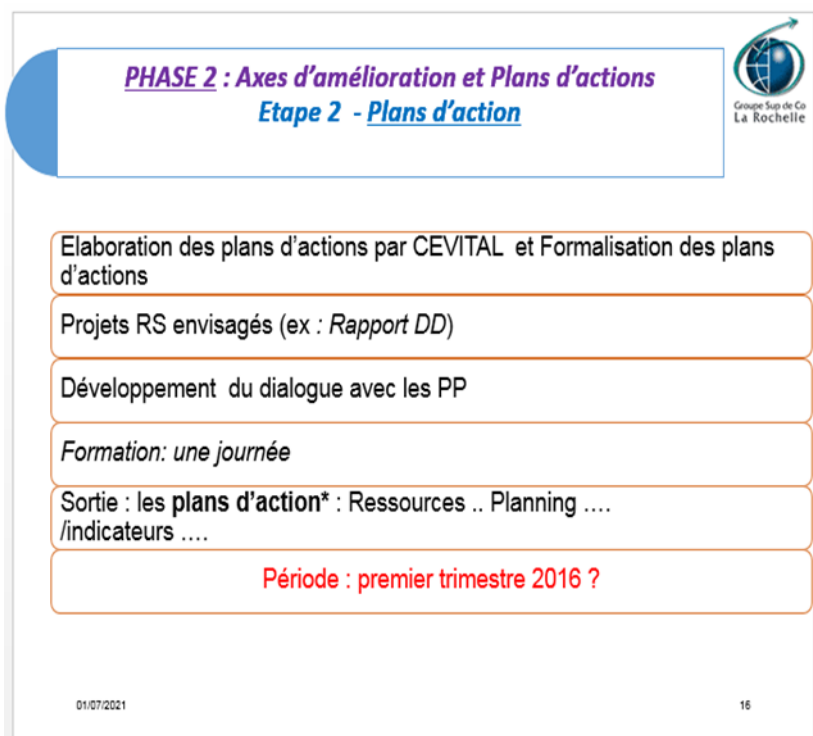 PHASE 2 : Axes d'amélioration et Plans d'actions
Etape 2 - Plans d'action
Groupe Sup de Co
La Rochelle
Elaboration des plans d'actions par CEVITAL et Formalisation des plans
d'actions
Projets RS envisagés (ex : Rapport DD)
Développement du dialogue avec les PP
Formation: une journée
Sortie : les plans d'action* : Ressources .. Planning ....
/indicateurs ....
Période : premier trimestre 2016 ?
01/07/2021
16